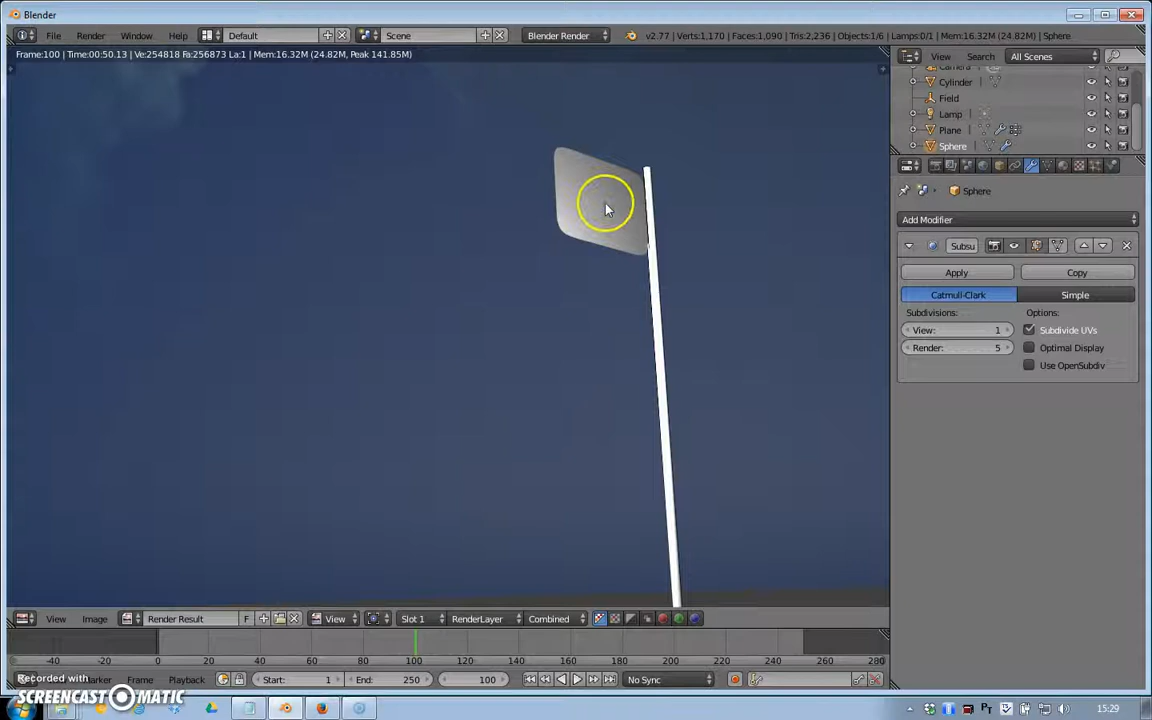 Blender
File Render Window Help Default Scene Blender Render v2.77 | Verts:1,170 | Faces:1,090 | Tris:2,236 | Objects:1/6 | Lamps:0/1 | Mem:16.32M | Sphere
Frame:100 | Time:00:50.13 | Ve:254818 Fa:256873 La:1 | Mem:16.32M (24.82M, Peak 141.85M)
View Search All Scenes
Camera
Cylinder
Field
Lamp
Plane
Sphere
Sphere
Add Modifier
Subsu
Apply Copy
Catmull-Clark Simple
Subdivisions: Options:
View: 1 Subdivide UVs
Render: 5 Optimal Display
Use OpenSubdiv
View Image Render Result F View Slot 1 RenderLayer Combined
-40 -20 0 20 40 60 80 100 120 140 160 180 200 220 240 260 280
Marker Frame Playback Start: 1 End: 250 100 No Sync
Recorded with
SCREENCAST MATIC
PT 15:29